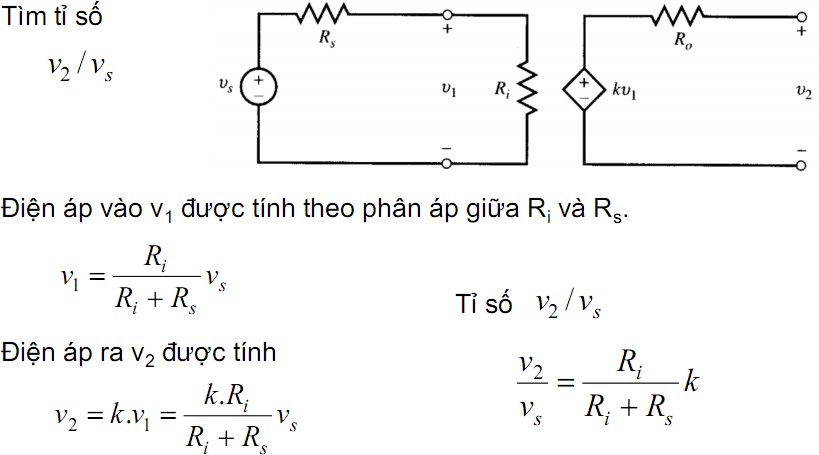 Tìm tỉ số
v₂ / vₛ
Rₛ
Rₒ
+
+
vₛ
+
−
v₁
Rᵢ
+
−
kv₁
v₂
−
−
Điện áp vào v₁ được tính theo phân áp giữa Rᵢ và Rₛ.
v₁ = Rᵢ / (Rᵢ + Rₛ) vₛ
Tỉ số v₂ / vₛ
Điện áp ra v₂ được tính
v₂ = k.v₁ = k.Rᵢ / (Rᵢ + Rₛ) vₛ
v₂ / vₛ = Rᵢ / (Rᵢ + Rₛ) k